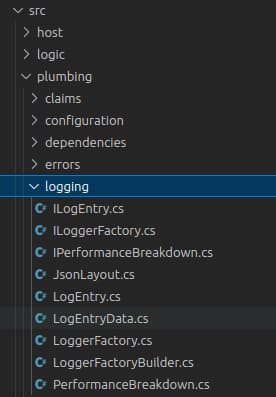 src
host
logic
plumbing
claims
configuration
dependencies
errors
logging
C# ILogEntry.cs
C# ILoggerFactory.cs
C# IPerformanceBreakdown.cs
C# JsonLayout.cs
C# LogEntry.cs
C# LogEntryData.cs
C# LoggerFactory.cs
C# LoggerFactoryBuilder.cs
C# PerformanceBreakdown.cs